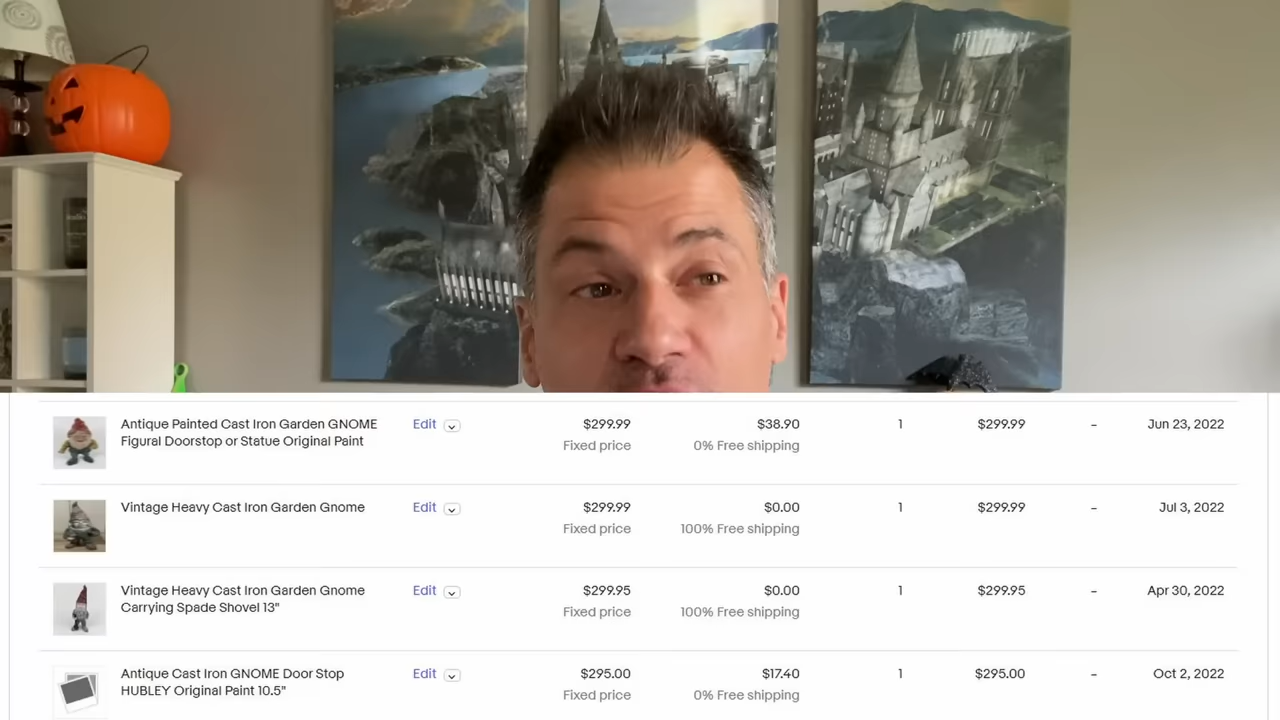 Antique Painted Cast Iron Garden GNOME Edit $299.99 $38.90 1 $299.99 - Jun 23, 2022
Figural Doorstop or Statue Original Paint Fixed price 0% Free shipping
Vintage Heavy Cast Iron Garden Gnome Edit $299.99 $0.00 1 $299.99 - Jul 3, 2022
Fixed price 100% Free shipping
Vintage Heavy Cast Iron Garden Gnome Edit $299.95 $0.00 1 $299.95 - Apr 30, 2022
Carrying Spade Shovel 13" Fixed price 100% Free shipping
Antique Cast Iron GNOME Door Stop Edit $295.00 $17.40 1 $295.00 - Oct 2, 2022
HUBLEY Original Paint 10.5" Fixed price 0% Free shipping